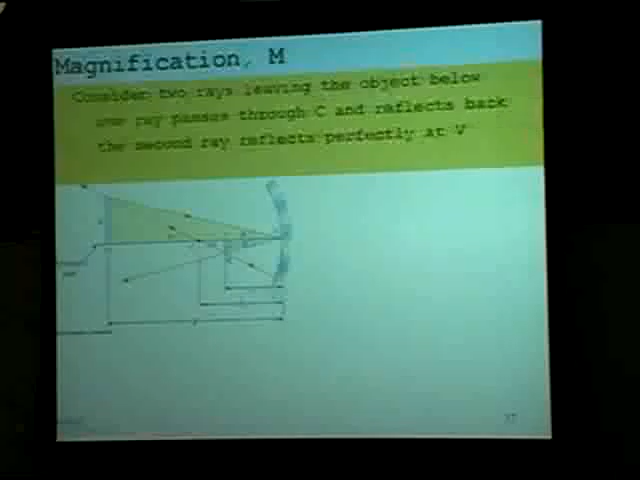 Magnification, M
Consider two rays leaving the object below
one ray passes through C and reflects back
the second ray reflects perfectly at V